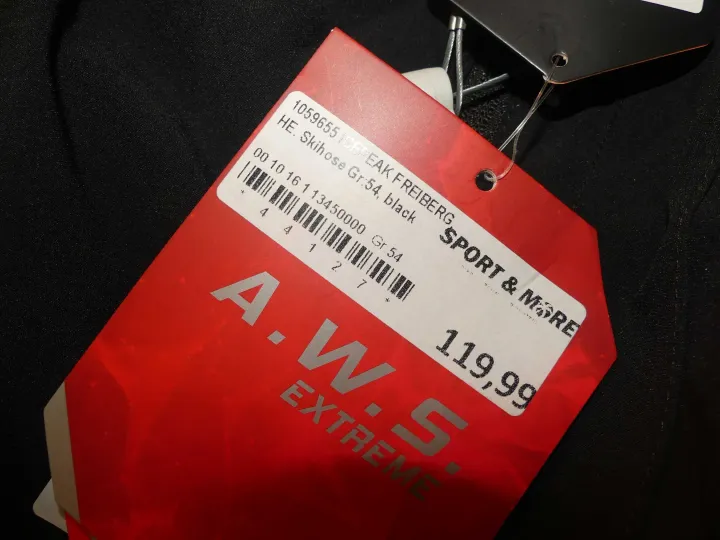 1059655 ICEPEAK FREIBERG
HE. Skihose Gr.54, black
00 10 16 113450000 Gr.54
* 4 4 1 2 7 *
SPORT & MORE
119,99
A.W.S.
EXTREME